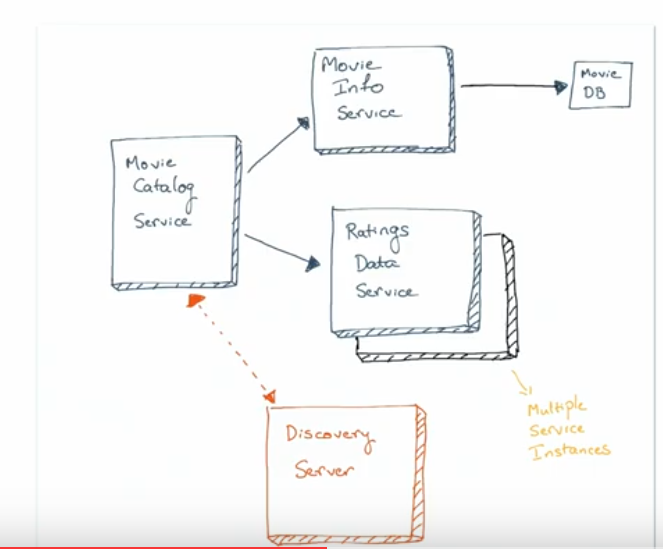 Movie
Info
Service
Movie
DB
Movie
Catalog
Service
Ratings
Data
Service
Multiple
Service
Instances
Discovery
Server